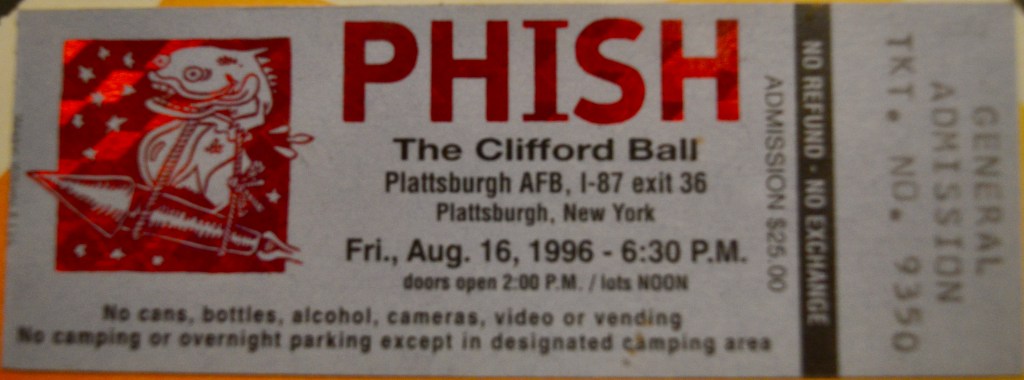 PHISH
The Clifford Ball
Plattsburgh AFB, I-87 exit 36
Plattsburgh, New York
Fri., Aug. 16, 1996 - 6:30 P.M.
doors open 2:00 P.M. / lots NOON
No cans, bottles, alcohol, cameras, video or vending
No camping or overnight parking except in designated camping area
ADMISSION $25.00
NO REFUND · NO EXCHANGE
GENERAL
ADMISSION
TKT. NO. 9350